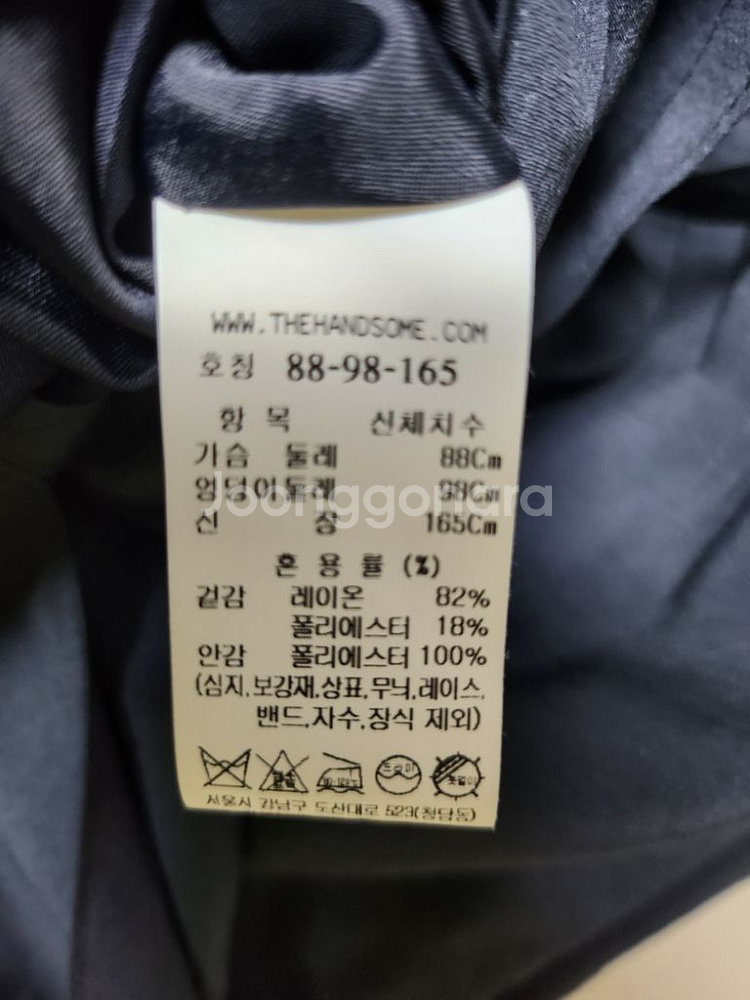 WWW.THEHANDSOME.COM
호칭 88-98-165
항 목 신체치수
가슴 둘레 88Cm
엉덩이둘레 98Cm
Joonggonara
신 장 165Cm
혼 용 률 (%)
겉감 레이온 82%
폴리에스터 18%
안감 폴리에스터 100%
(심지,보강재,상표,무늬,레이스,
밴드,자수,장식 제외)
드라이
서울시 강남구 도산대로 523(청담동)